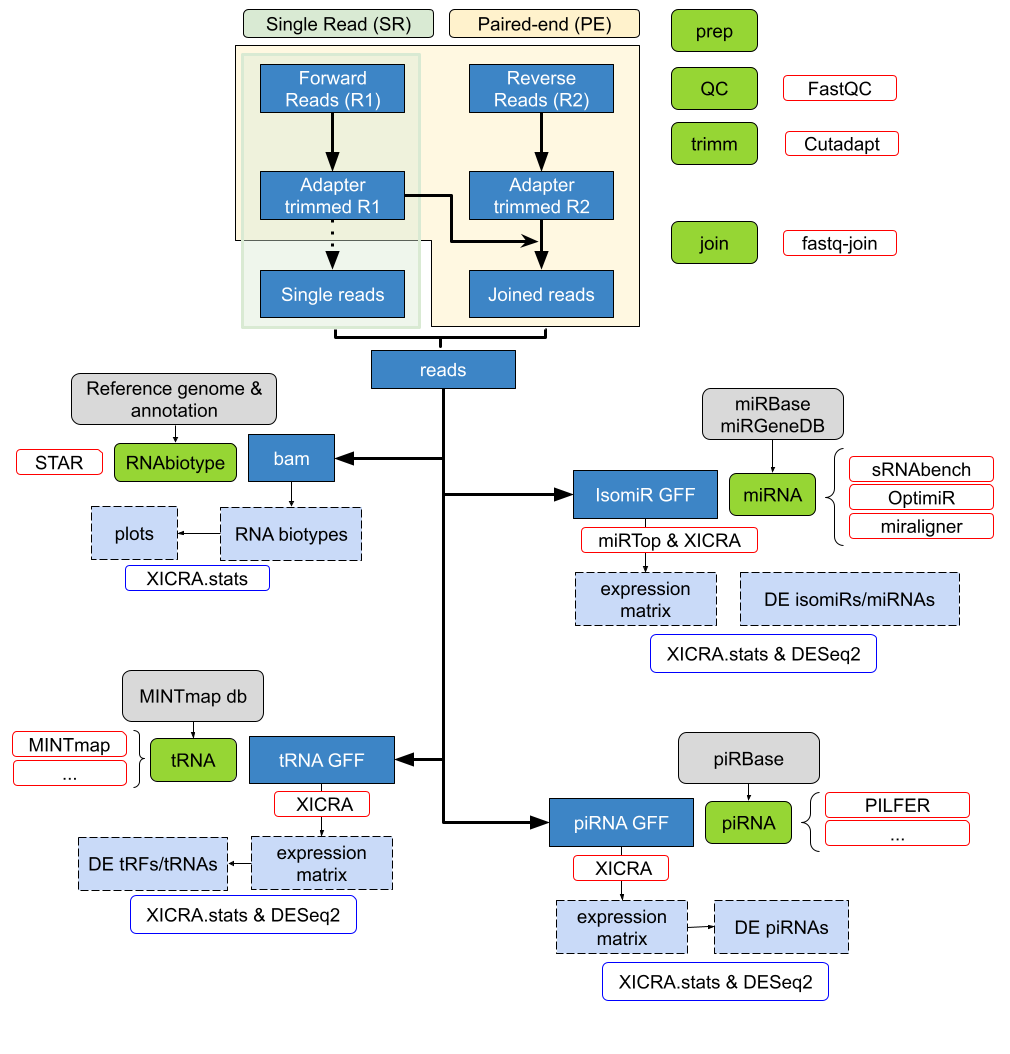 Single Read (SR)
Paired-end (PE)
prep
Forward
Reads (R1)
Reverse
Reads (R2)
QC
FastQC
trimm
Cutadapt
Adapter
trimmed R1
Adapter
trimmed R2
join
fastq-join
Single reads
Joined reads
reads
Reference genome &
annotation
STAR
RNAbiotype
bam
plots
RNA biotypes
XICRA.stats
miRBase
miRGeneDB
IsomiR GFF
miRNA
sRNAbench
OptimiR
miraligner
miRTop & XICRA
expression
matrix
DE isomiRs/miRNAs
XICRA.stats & DESeq2
MINTmap db
MINTmap
...
tRNA
tRNA GFF
XICRA
DE tRFs/tRNAs
expression
matrix
XICRA.stats & DESeq2
piRBase
piRNA GFF
piRNA
PILFER
...
XICRA
expression
matrix
DE piRNAs
XICRA.stats & DESeq2